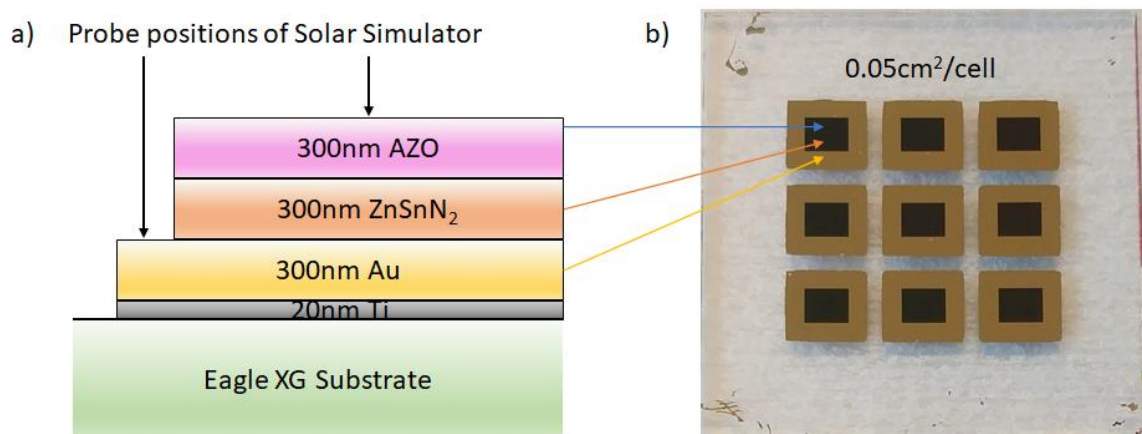 a) Probe positions of Solar Simulator
300nm AZO
300nm ZnSnN₂
300nm Au
20nm Ti
Eagle XG Substrate
b)
0.05cm²/cell